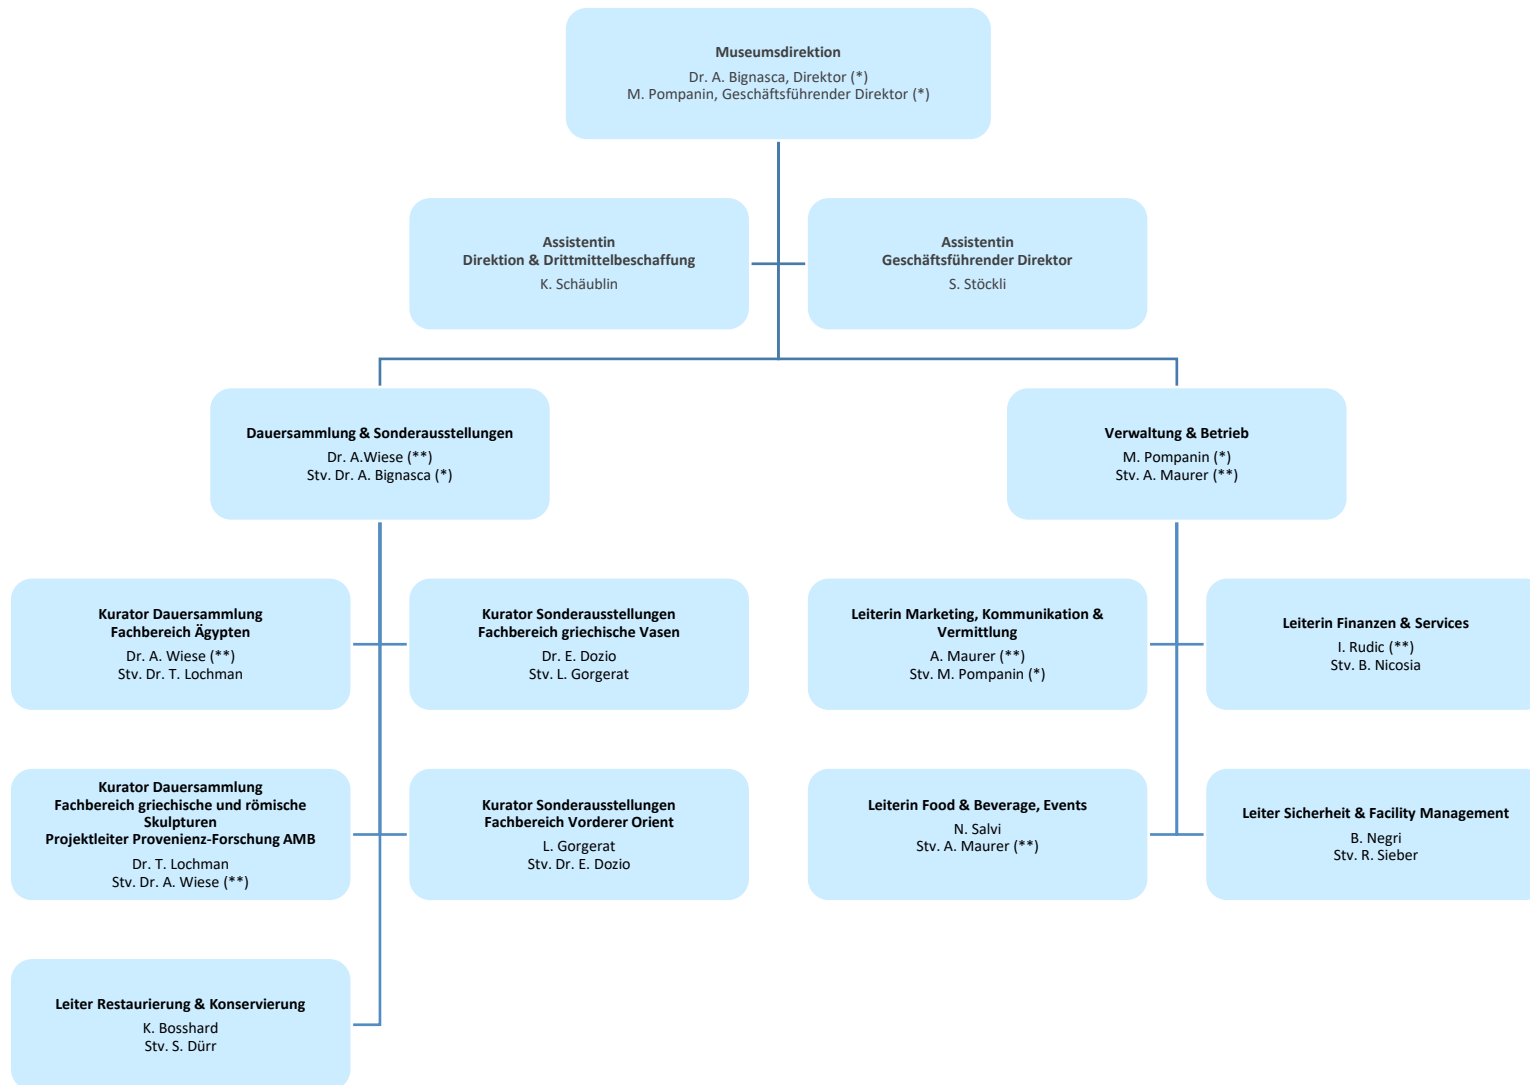 Museumsdirektion
Dr. A. Bignasca, Direktor (*)
M. Pompanin, Geschäftsführender Direktor (*)
Assistentin
Direktion & Drittmittelbeschaffung
K. Schäublin
Assistentin
Geschäftsführender Direktor
S. Stöckli
Dauersammlung & Sonderausstellungen
Dr. A.Wiese (**)
Stv. Dr. A. Bignasca (*)
Verwaltung & Betrieb
M. Pompanin (*)
Stv. A. Maurer (**)
Kurator Dauersammlung
Fachbereich Ägypten
Dr. A. Wiese (**)
Stv. Dr. T. Lochman
Kurator Sonderausstellungen
Fachbereich griechische Vasen
Dr. E. Dozio
Stv. L. Gorgerat
Leiterin Marketing, Kommunikation &
Vermittlung
A. Maurer (**)
Stv. M. Pompanin (*)
Leiterin Finanzen & Services
I. Rudic (**)
Stv. B. Nicosia
Kurator Dauersammlung
Fachbereich griechische und römische
Skulpturen
Projektleiter Provenienz-Forschung AMB
Dr. T. Lochman
Stv. Dr. A. Wiese (**)
Kurator Sonderausstellungen
Fachbereich Vorderer Orient
L. Gorgerat
Stv. Dr. E. Dozio
Leiterin Food & Beverage, Events
N. Salvi
Stv. A. Maurer (**)
Leiter Sicherheit & Facility Management
B. Negri
Stv. R. Sieber
Leiter Restaurierung & Konservierung
K. Bosshard
Stv. S. Dürr